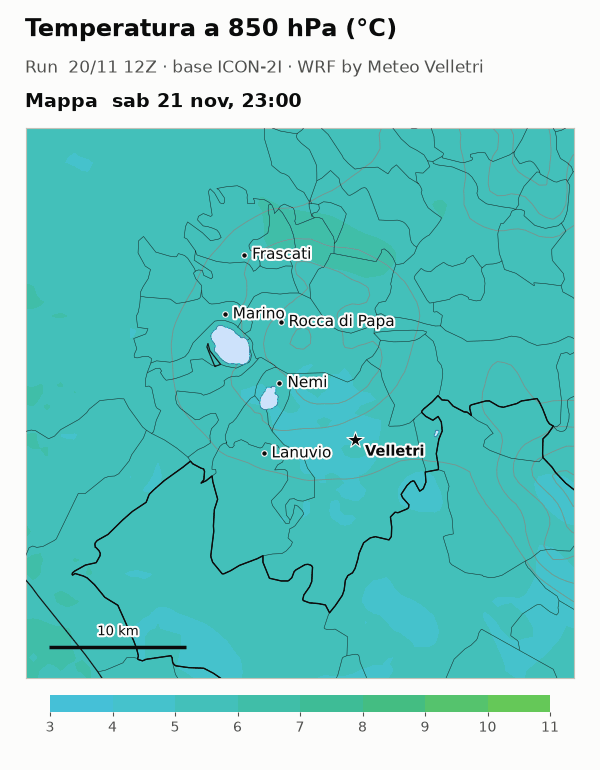 Temperatura a 850 hPa (°C)
Run  20/11 12Z · base ICON-2I · WRF by Meteo Velletri
Mappa  sab 21 nov, 23:00
Frascati
Marino
Rocca di Papa
Nemi
Velletri
Lanuvio
10 km
3 4 5 6 7 8 9 10 11